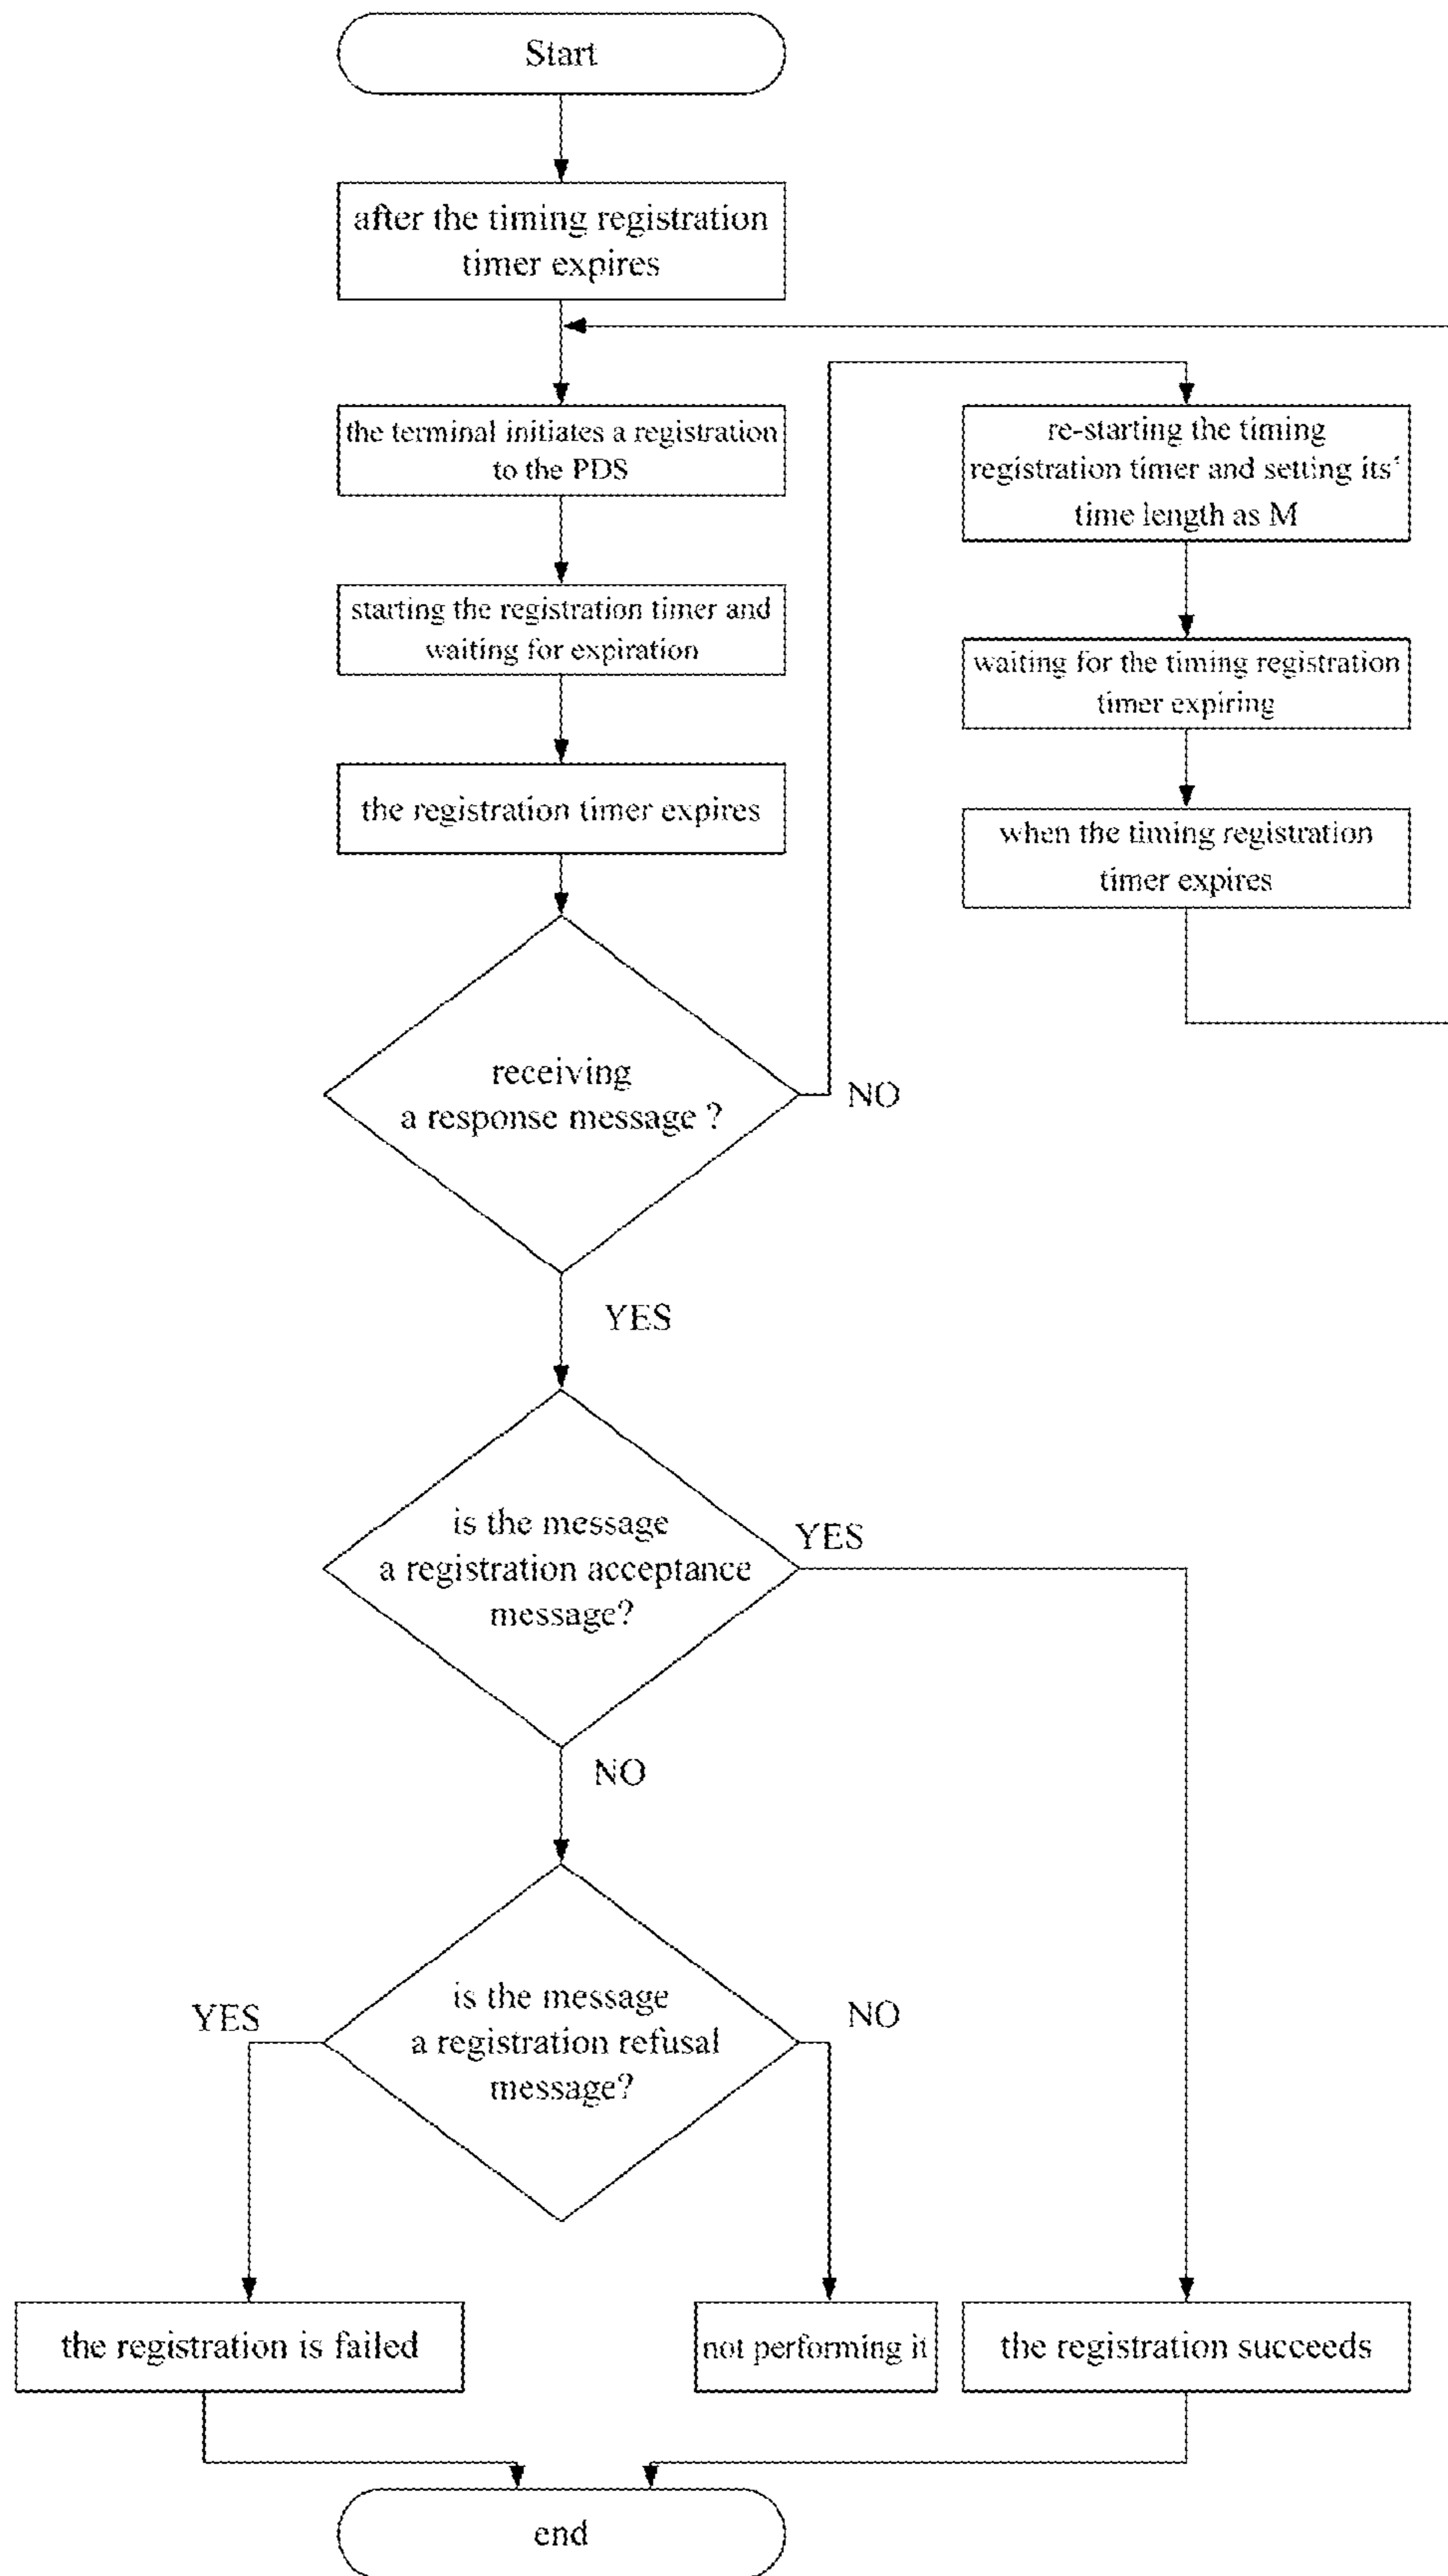 Start
after the timing registration
timer expires
the terminal initiates a registration
to the PDS
starting the registration timer and
waiting for expiration
the registration timer expires
receiving
a response message ?
NO
re-starting the timing
registration timer and setting its'
time length as M
waiting for the timing registration
timer expiring
when the timing registration
timer expires
YES
is the message
a registration acceptance
message?
YES
NO
is the message
a registration refusal
message?
YES
NO
the registration is failed
not performing it
the registration succeeds
end